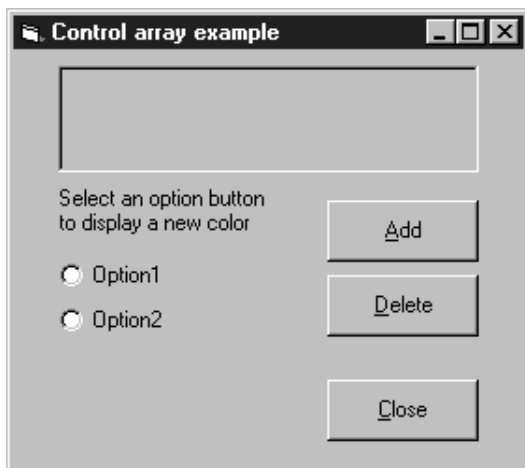 Control array example
Select an option button
to display a new color
Add
Option1
Delete
Option2
Close